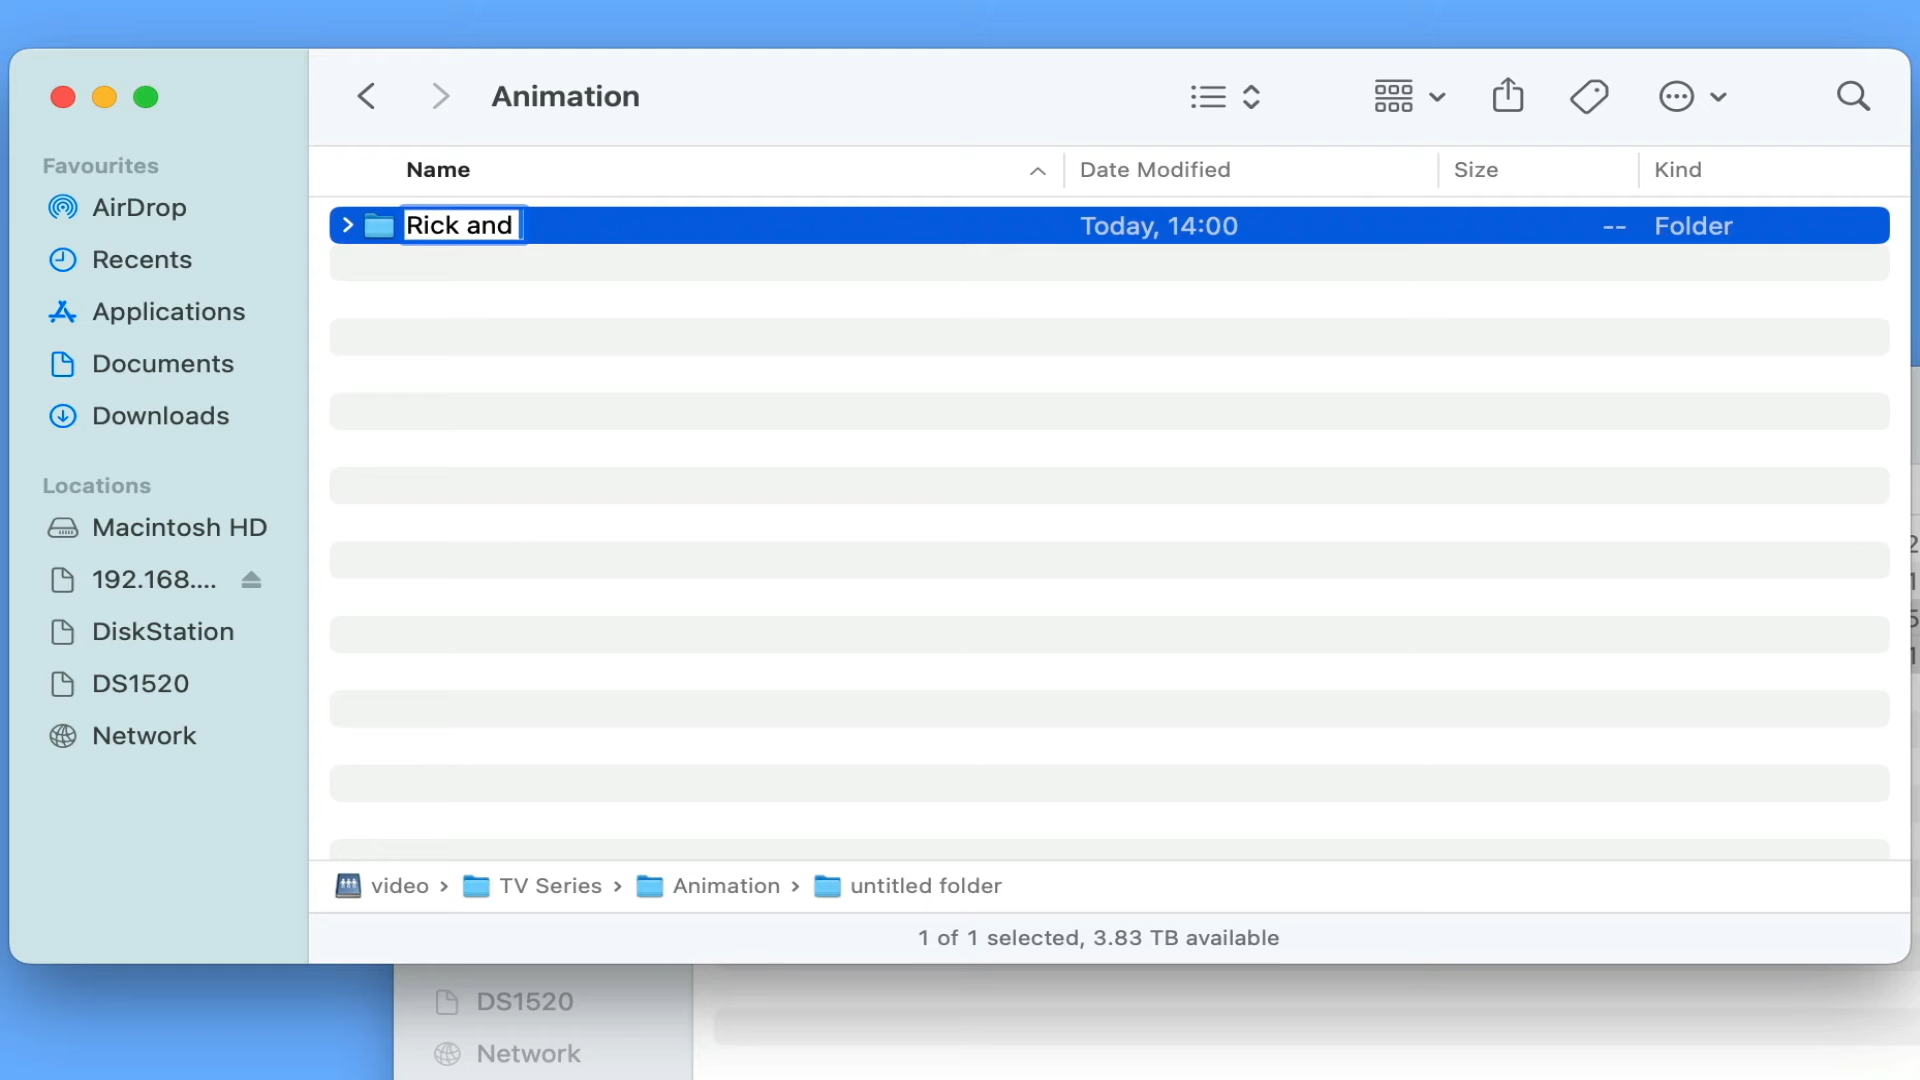 Animation
Favourites
AirDrop
Recents
Applications
Documents
Downloads
Locations
Macintosh HD
192.168....
DiskStation
DS1520
Network
Name Date Modified Size Kind
Rick and Today, 14:00 -- Folder
video › TV Series › Animation › untitled folder
1 of 1 selected, 3.83 TB available
DS1520
Network